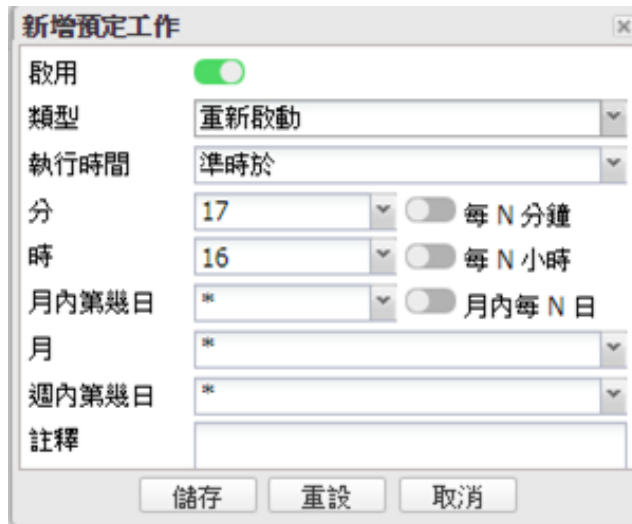 新增預定工作
啟用
類型 重新啟動
執行時間 準時於
分 17 每 N 分鐘
時 16 每 N 小時
月內第幾日 * 月內每 N 日
月 *
週內第幾日 *
註釋
儲存 重設 取消